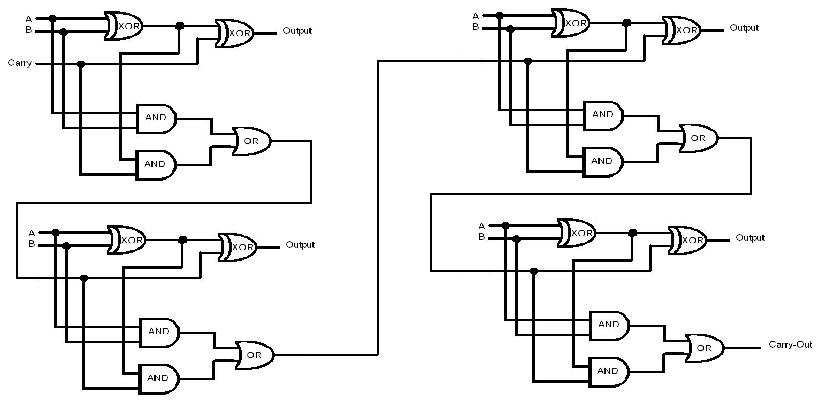 A
B
XOR
XOR
Output
Carry
AND
AND
OR
A
B
XOR
XOR
Output
AND
AND
OR
A
B
XOR
XOR
Output
AND
AND
OR
A
B
XOR
XOR
Output
AND
AND
OR
Carry-Out